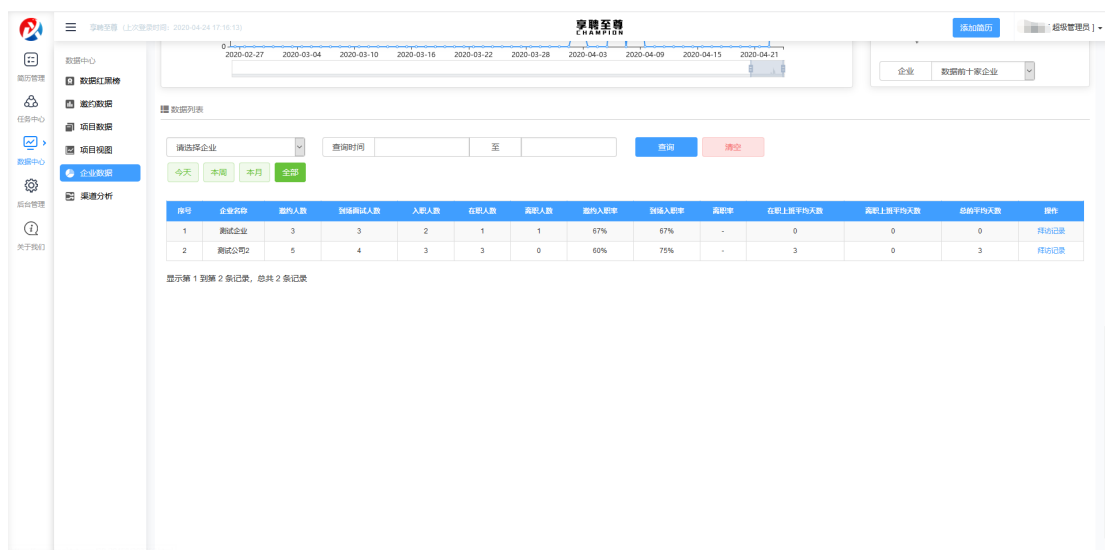 享聘至尊 (上次登录时间: 2020-04-24 17:18:13)
享聘至尊
CHAMPION
添加简历
[ 超级管理员 ]
简历管理
任务中心
数据中心
后台管理
关于我们
数据中心
数据红黑榜
邀约数据
项目数据
项目视图
企业数据
渠道分析
0
2020-02-27 2020-03-04 2020-03-10 2020-03-16 2020-03-22 2020-03-28 2020-04-03 2020-04-09 2020-04-15 2020-04-21
企业 数据前十家企业
数据列表
请选择企业 查询时间 至 查询 清空
今天 本周 本月 全部
序号 企业名称 邀约人数 到场面试人数 入职人数 在职人数 离职人数 邀约入职率 到场入职率 离职率 在职上班平均天数 离职上班平均天数 总的平均天数 操作
1 测试企业 3 3 2 1 1 67% 67% - 0 0 0 拜访记录
2 测试公司2 5 4 3 3 0 60% 75% - 3 0 3 拜访记录
显示第 1 到第 2 条记录，总共 2 条记录